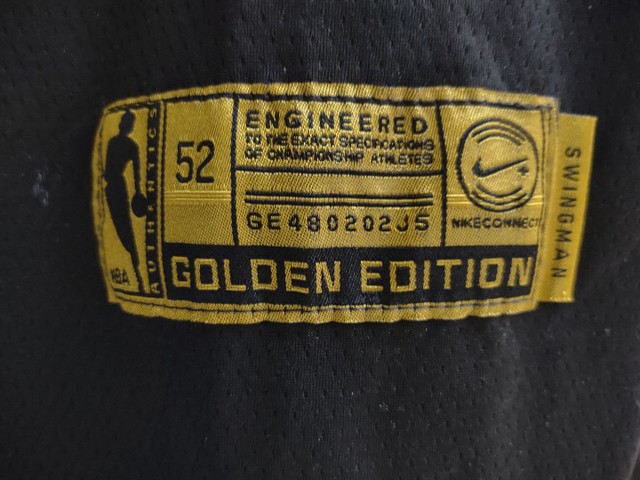 NBA
AUTHENTICS
52
ENGINEERED
TO THE EXACT SPECIFICATIONS
OF CHAMPIONSHIP ATHLETES
GE480202J5
NIKECONNECT
GOLDEN EDITION
SWINGMAN